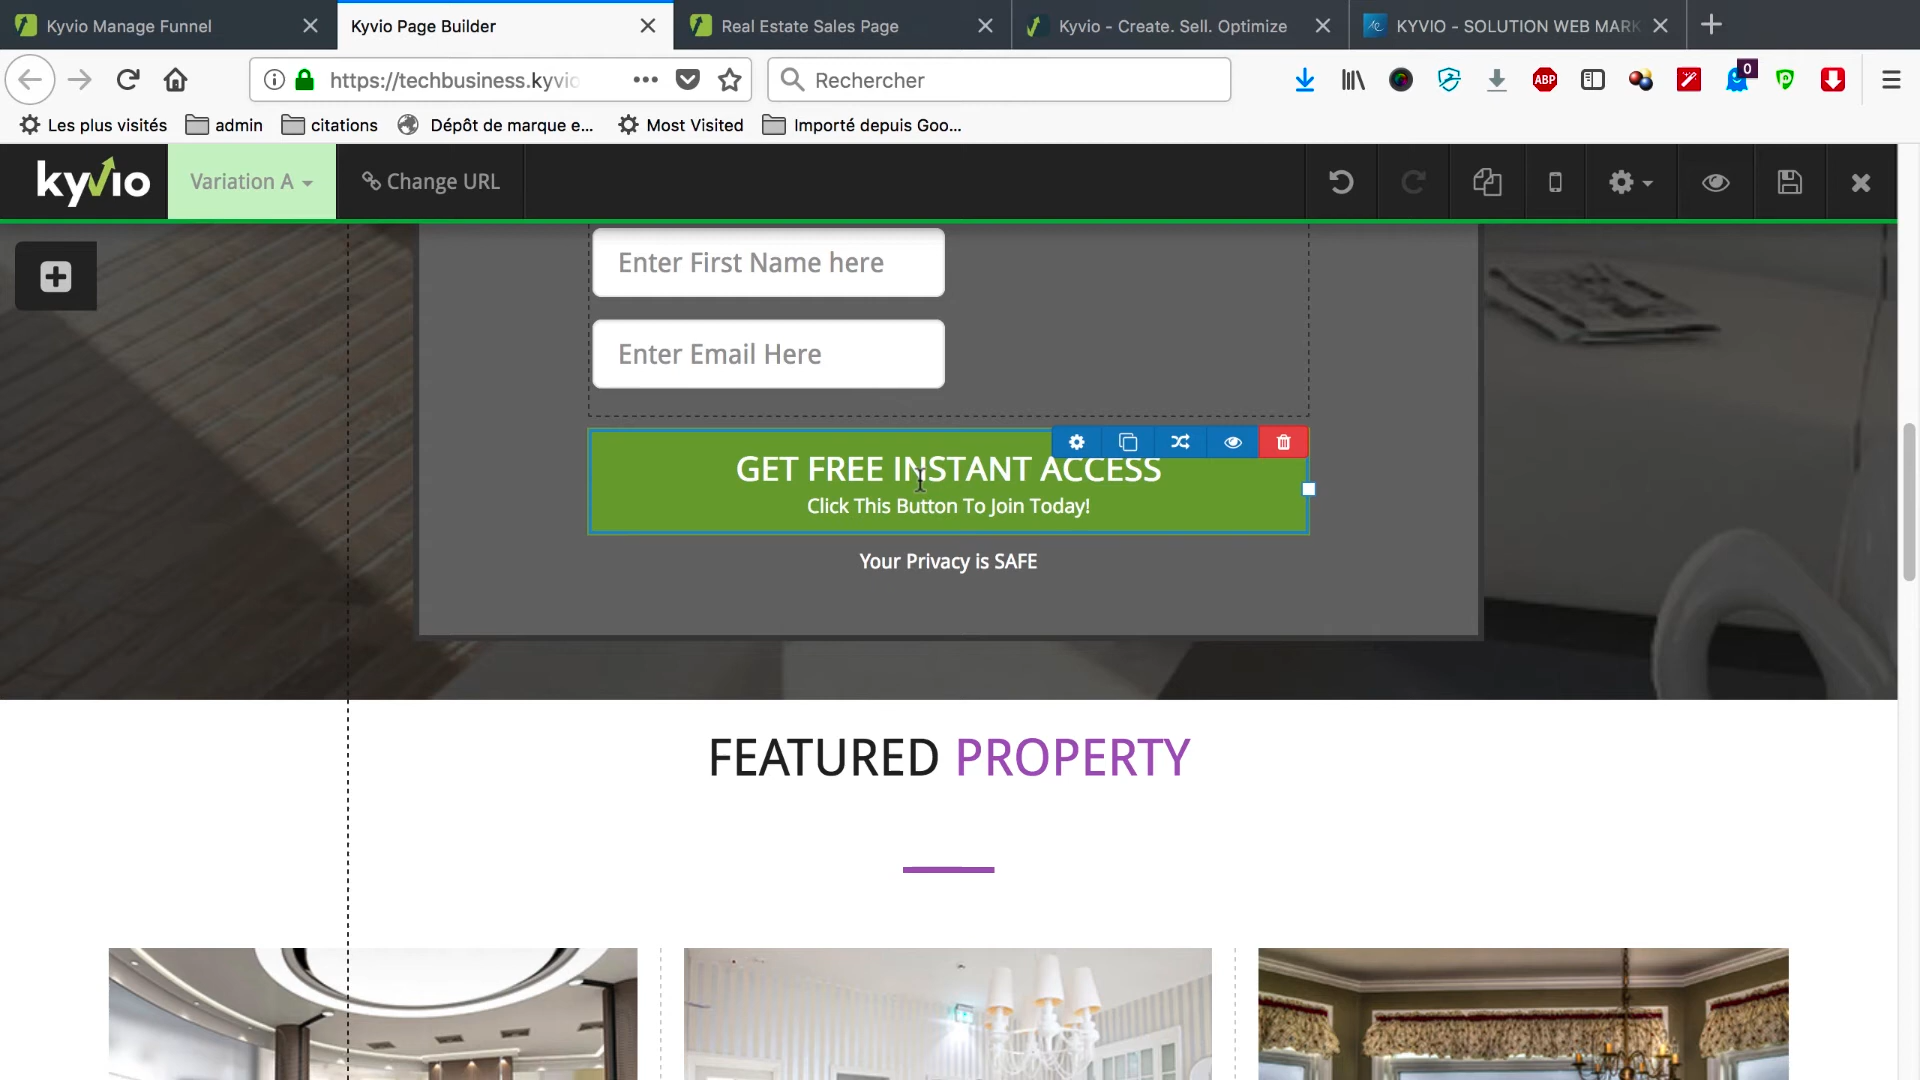 Kyvio Manage Funnel
Kyvio Page Builder
Real Estate Sales Page
Kyvio - Create. Sell. Optimize
KYVIO - SOLUTION WEB MARK
https://techbusiness.kyvio
Rechercher
ABP
0
Les plus visités
admin
citations
Dépôt de marque e...
Most Visited
Importé depuis Goo...
kyvio
Variation A
Change URL
Enter First Name here
Enter Email Here
GET FREE INSTANT ACCESS
Click This Button To Join Today!
Your Privacy is SAFE
FEATURED PROPERTY